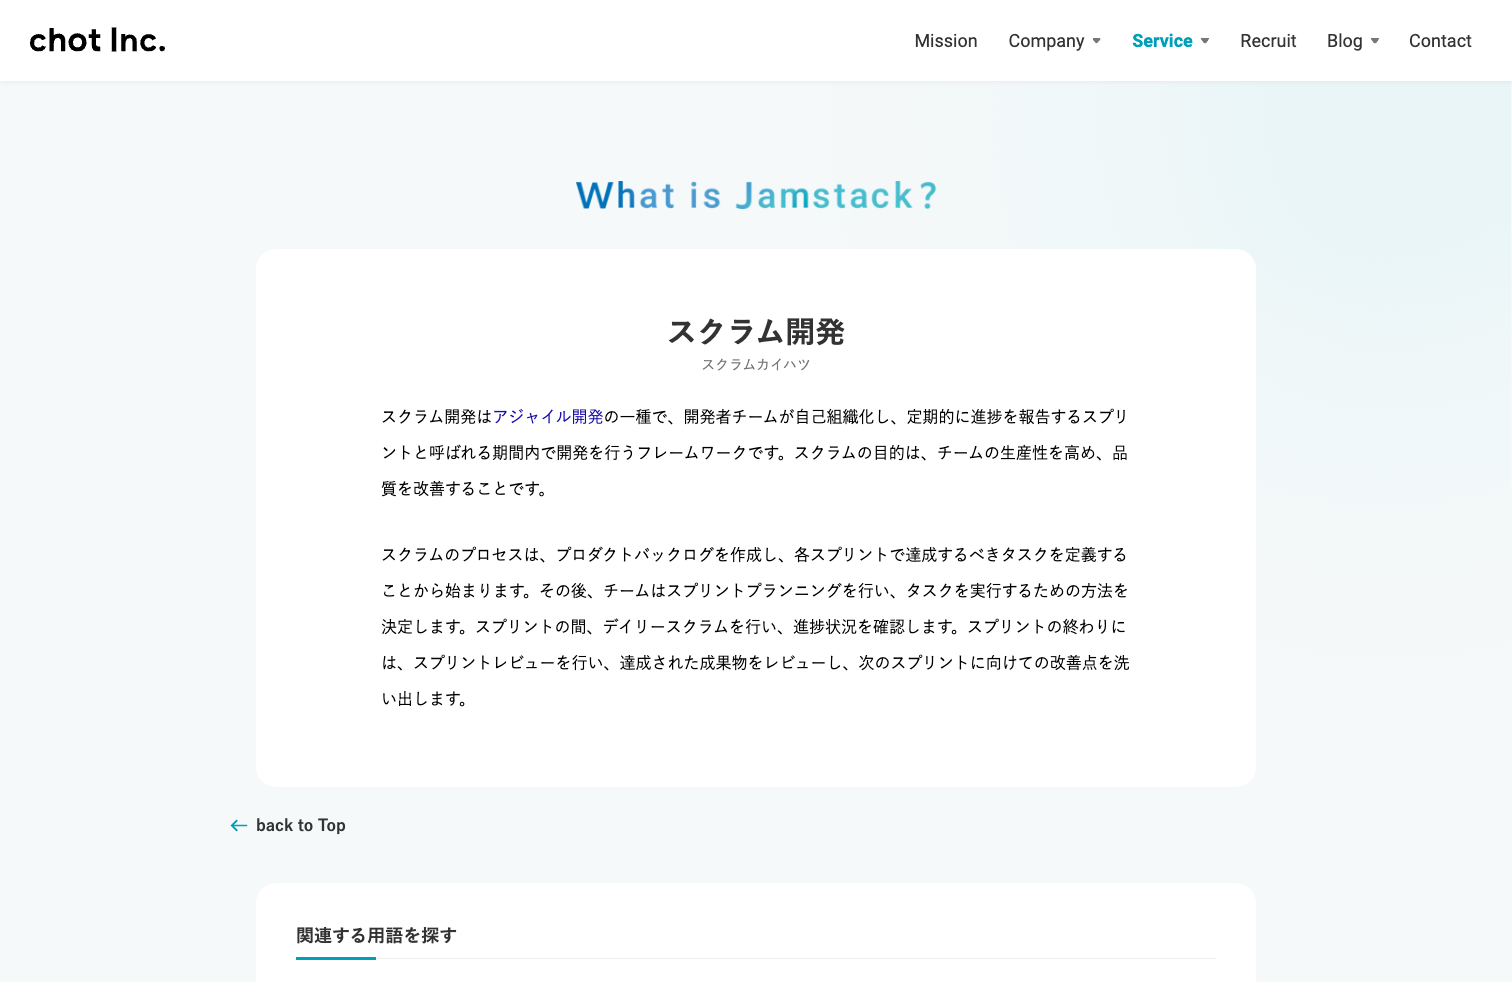 chot Inc.
Mission
Company
Service
Recruit
Blog
Contact
What is Jamstack?
スクラム開発
スクラムカイハツ
スクラム開発はアジャイル開発の一種で、開発者チームが自己組織化し、定期的に進捗を報告するスプリ
ントと呼ばれる期間内で開発を行うフレームワークです。スクラムの目的は、チームの生産性を高め、品
質を改善することです。
スクラムのプロセスは、プロダクトバックログを作成し、各スプリントで達成するべきタスクを定義する
ことから始まります。その後、チームはスプリントプランニングを行い、タスクを実行するための方法を
決定します。スプリントの間、デイリースクラムを行い、進捗状況を確認します。スプリントの終わりに
は、スプリントレビューを行い、達成された成果物をレビューし、次のスプリントに向けての改善点を洗
い出します。
back to Top
関連する用語を探す